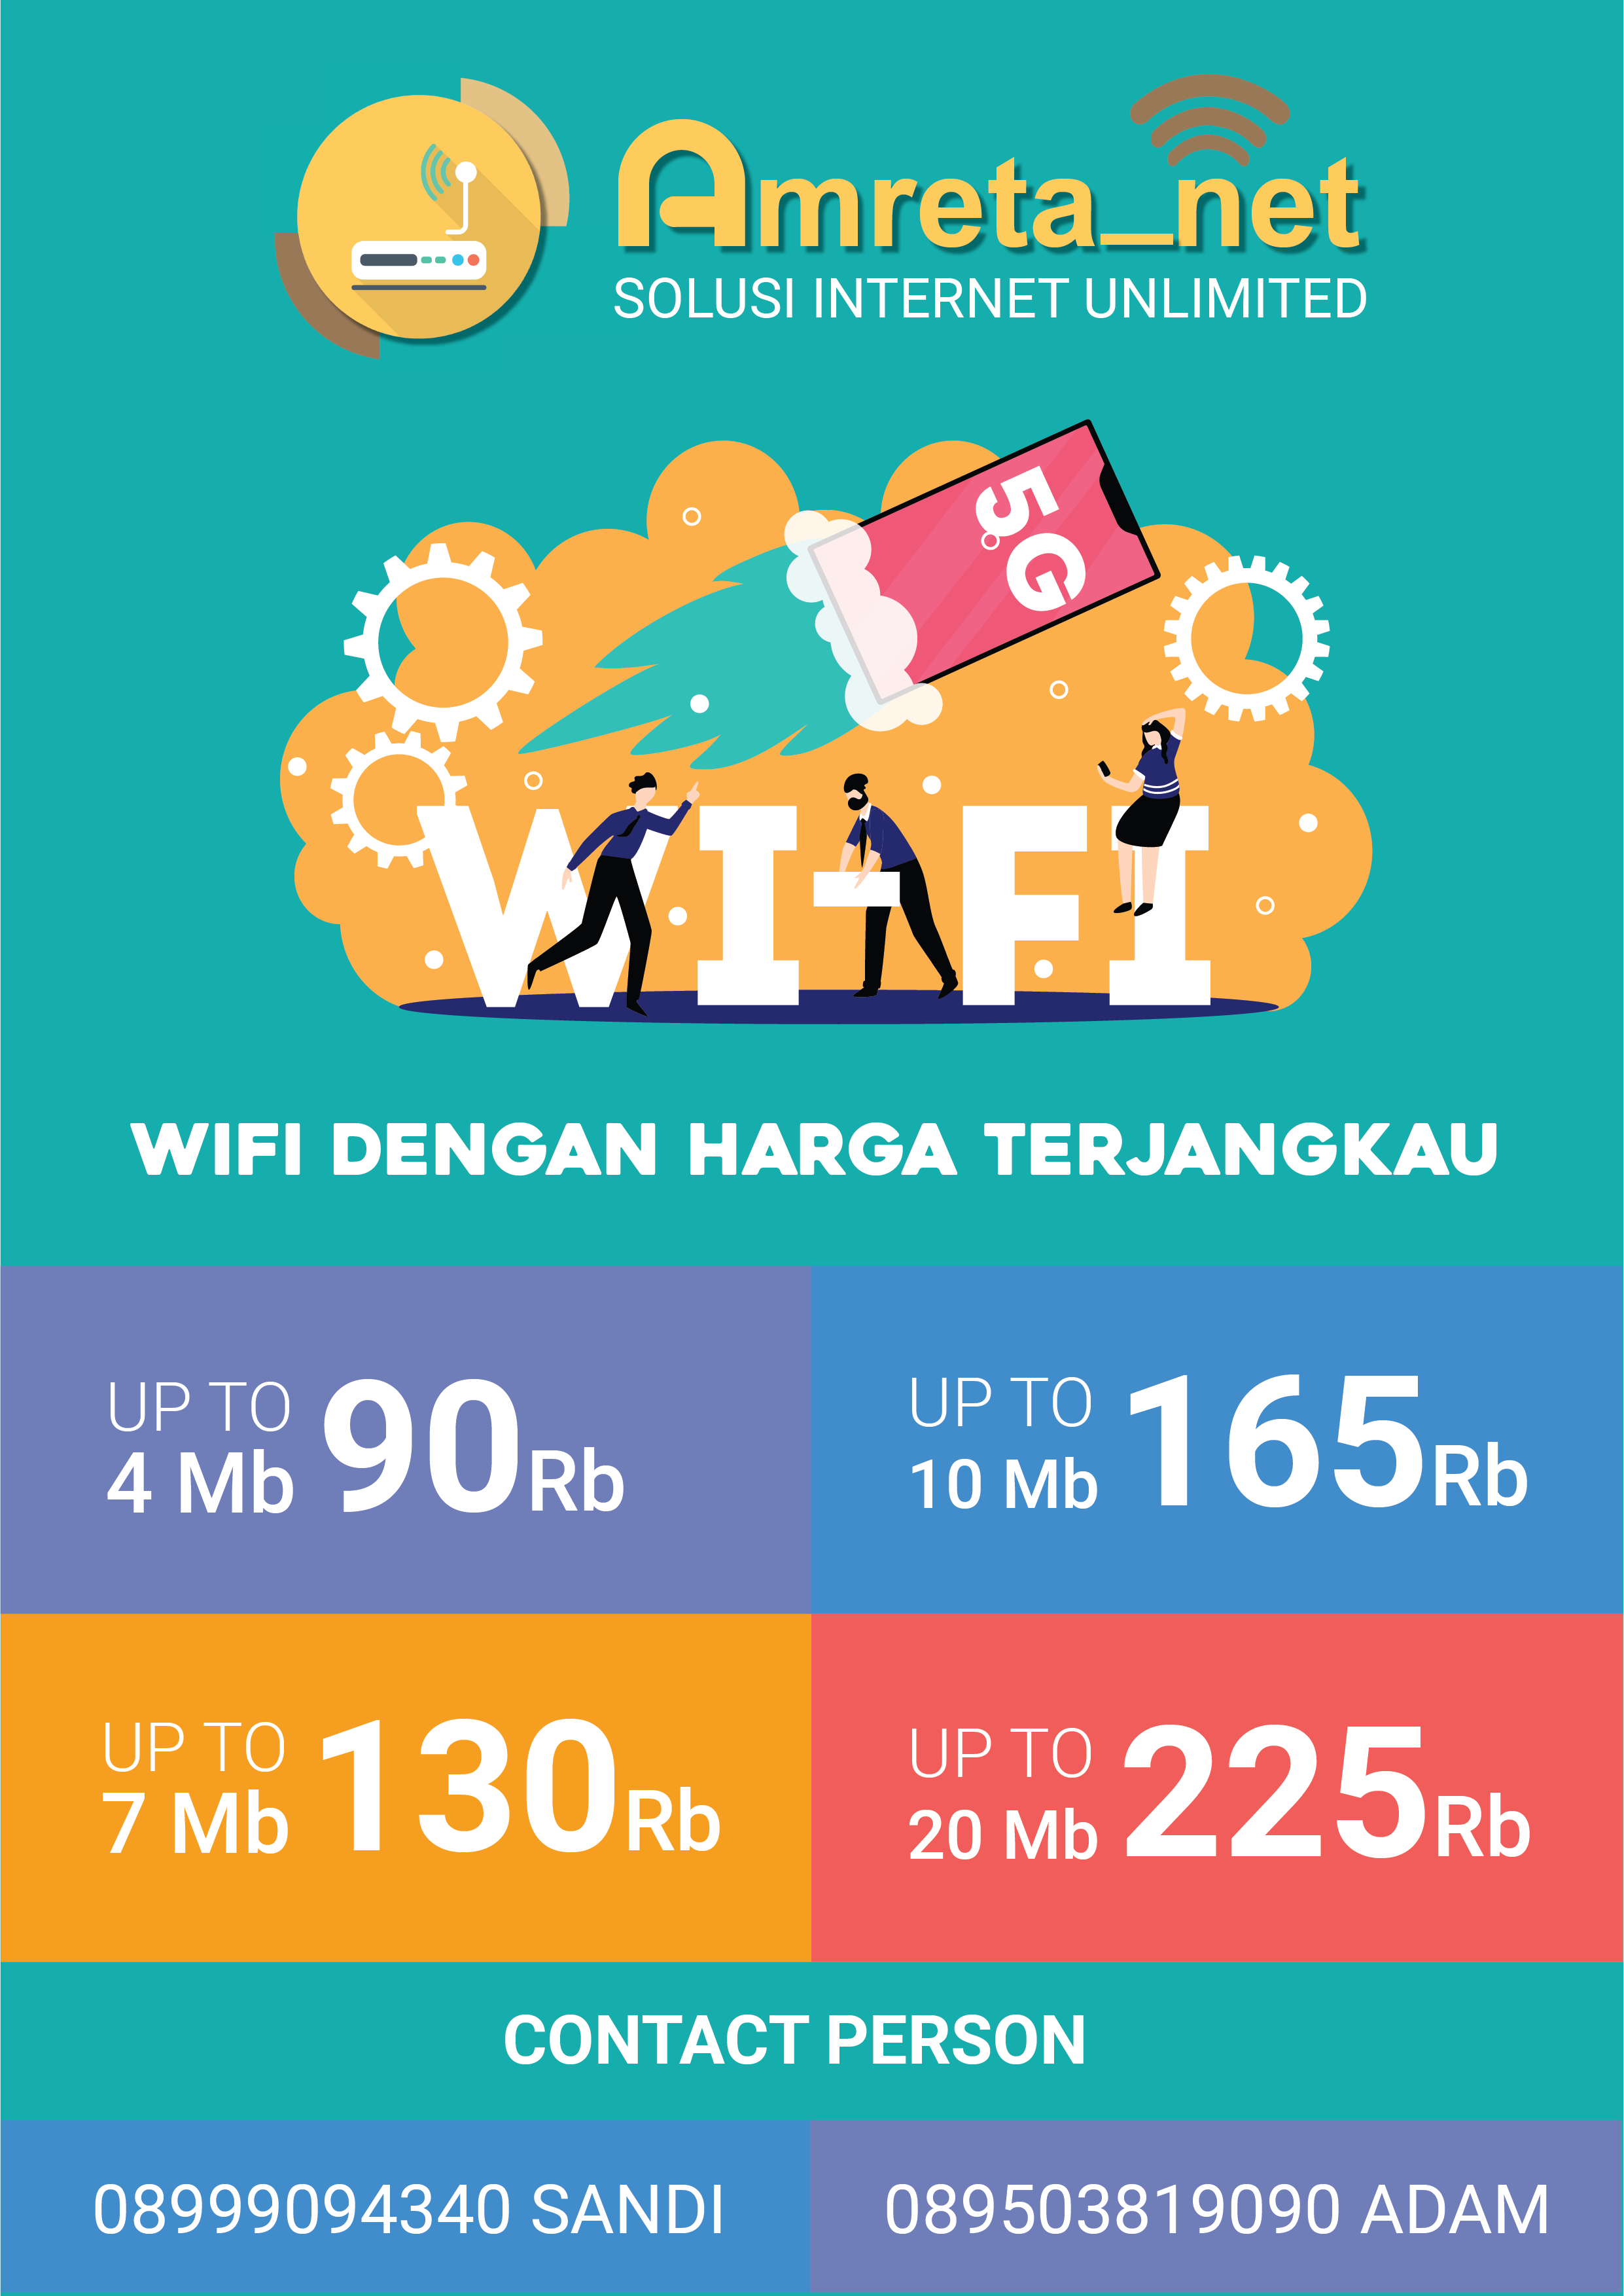 Amreta_net
SOLUSI INTERNET UNLIMITED
5G
WI-FI
WIFI DENGAN HARGA TERJANGKAU
UP TO
4 Mb 90Rb
UP TO
10 Mb 165Rb
UP TO
7 Mb 130Rb
UP TO
20 Mb 225Rb
CONTACT PERSON
08999094340 SANDI
089503819090 ADAM